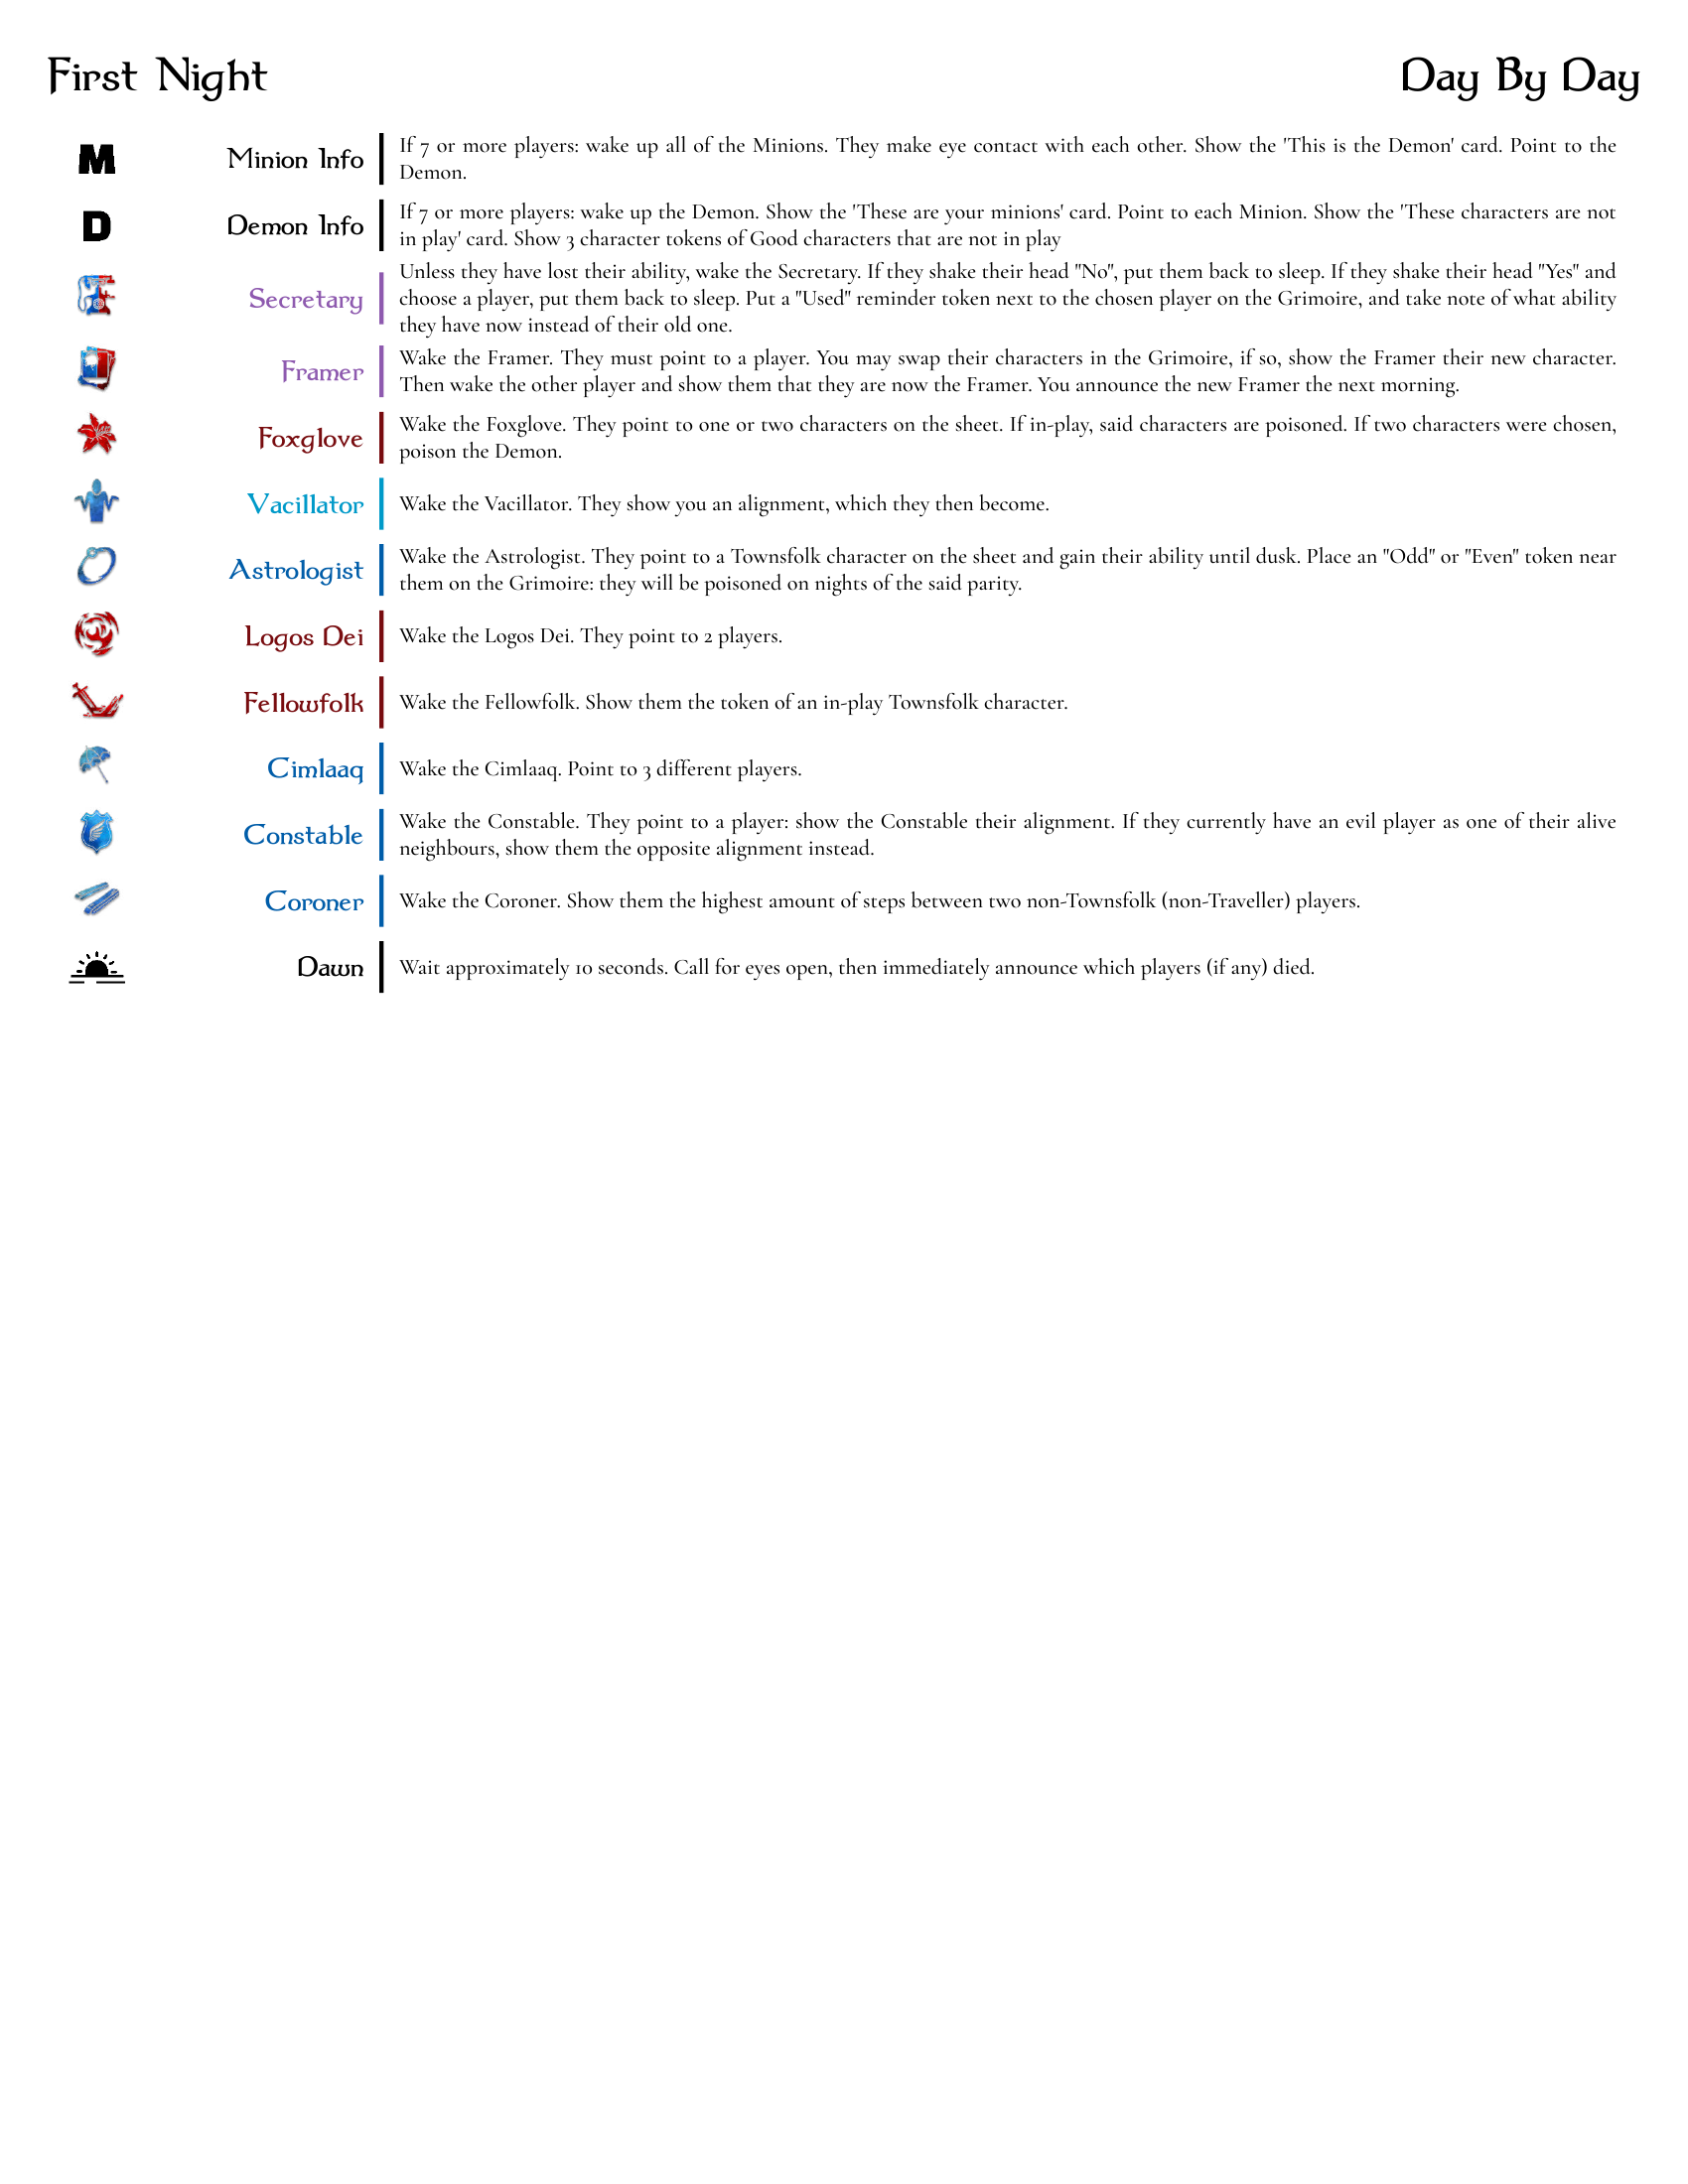 First Night
Day By Day
M
Minion Info
If 7 or more players: wake up all of the Minions. They make eye contact with each other. Show the 'This is the Demon' card. Point to the
Demon.
D
Demon Info
If 7 or more players: wake up the Demon. Show the 'These are your minions' card. Point to each Minion. Show the 'These characters are not
in play' card. Show 3 character tokens of Good characters that are not in play
Secretary
Unless they have lost their ability, wake the Secretary. If they shake their head "No", put them back to sleep. If they shake their head "Yes" and
choose a player, put them back to sleep. Put a "Used" reminder token next to the chosen player on the Grimoire, and take note of what ability
they have now instead of their old one.
Framer
Wake the Framer. They must point to a player. You may swap their characters in the Grimoire, if so, show the Framer their new character.
Then wake the other player and show them that they are now the Framer. You announce the new Framer the next morning.
Foxglove
Wake the Foxglove. They point to one or two characters on the sheet. If in-play, said characters are poisoned. If two characters were chosen,
poison the Demon.
Vacillator
Wake the Vacillator. They show you an alignment, which they then become.
Astrologist
Wake the Astrologist. They point to a Townsfolk character on the sheet and gain their ability until dusk. Place an "Odd" or "Even" token near
them on the Grimoire: they will be poisoned on nights of the said parity.
Logos Dei
Wake the Logos Dei. They point to 2 players.
Fellowfolk
Wake the Fellowfolk. Show them the token of an in-play Townsfolk character.
Cimlaaq
Wake the Cimlaaq. Point to 3 different players.
Constable
Wake the Constable. They point to a player: show the Constable their alignment. If they currently have an evil player as one of their alive
neighbours, show them the opposite alignment instead.
Coroner
Wake the Coroner. Show them the highest amount of steps between two non-Townsfolk (non-Traveller) players.
Dawn
Wait approximately 10 seconds. Call for eyes open, then immediately announce which players (if any) died.